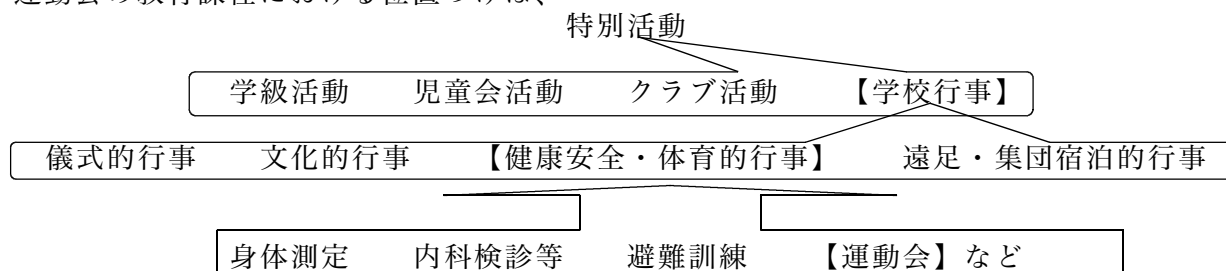 運動会の教育課程における位置づけは、
特別活動
学級活動 児童会活動 クラブ活動 【学校行事】
儀式的行事 文化的行事 【健康安全・体育的行事】 遠足・集団宿泊的行事
身体測定 内科検診等 避難訓練 【運動会】など